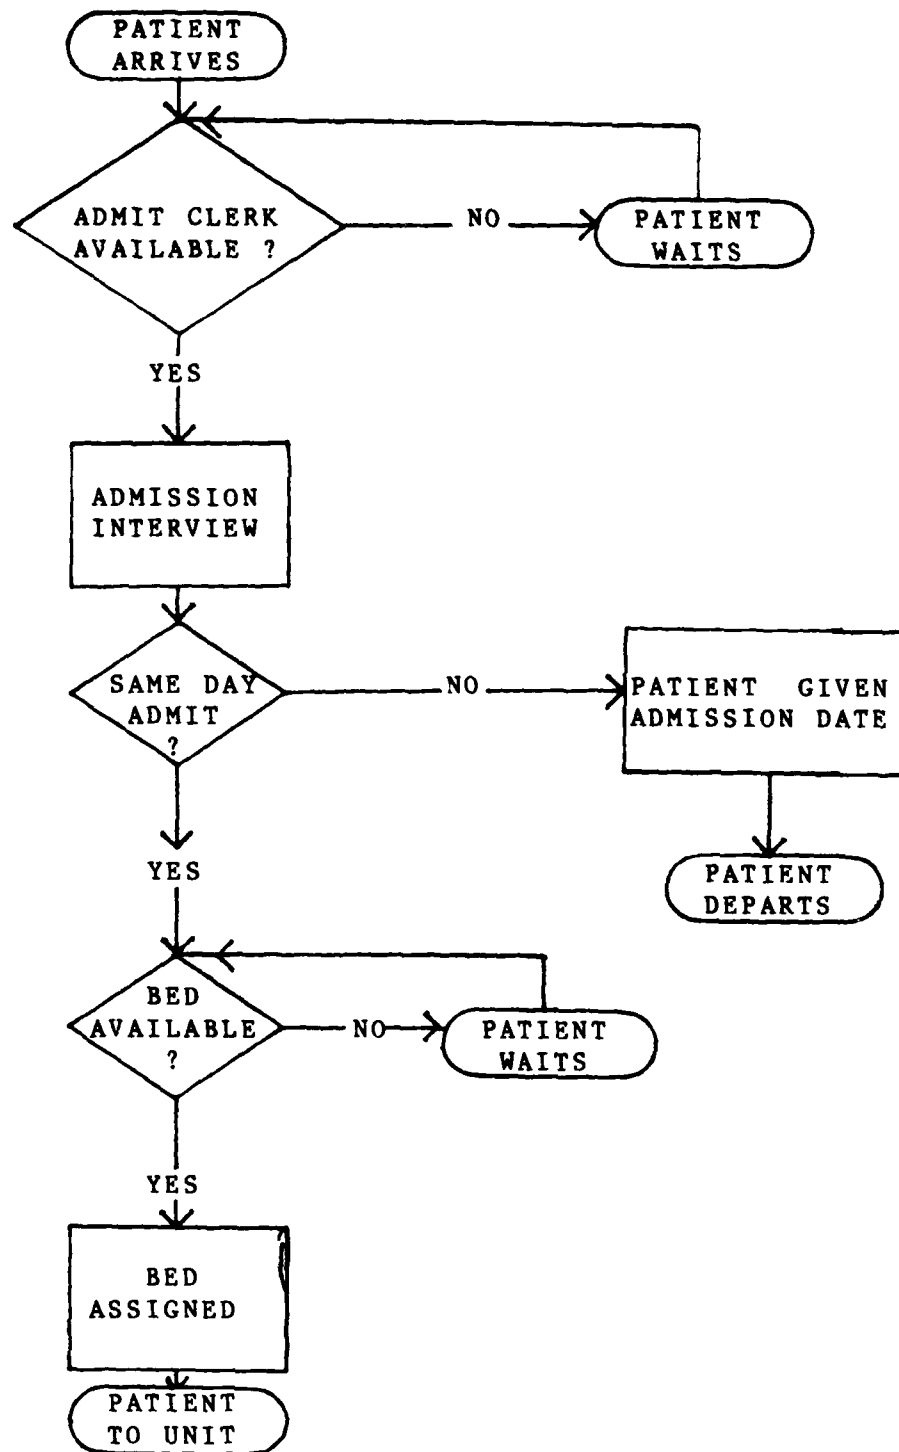 PATIENT
ARRIVES
ADMIT CLERK
AVAILABLE ?
NO
PATIENT
WAITS
YES
ADMISSION
INTERVIEW
SAME DAY
ADMIT
?
NO
PATIENT GIVEN
ADMISSION DATE
PATIENT
DEPARTS
YES
BED
AVAILABLE
?
NO
PATIENT
WAITS
YES
BED
ASSIGNED
PATIENT
TO UNIT